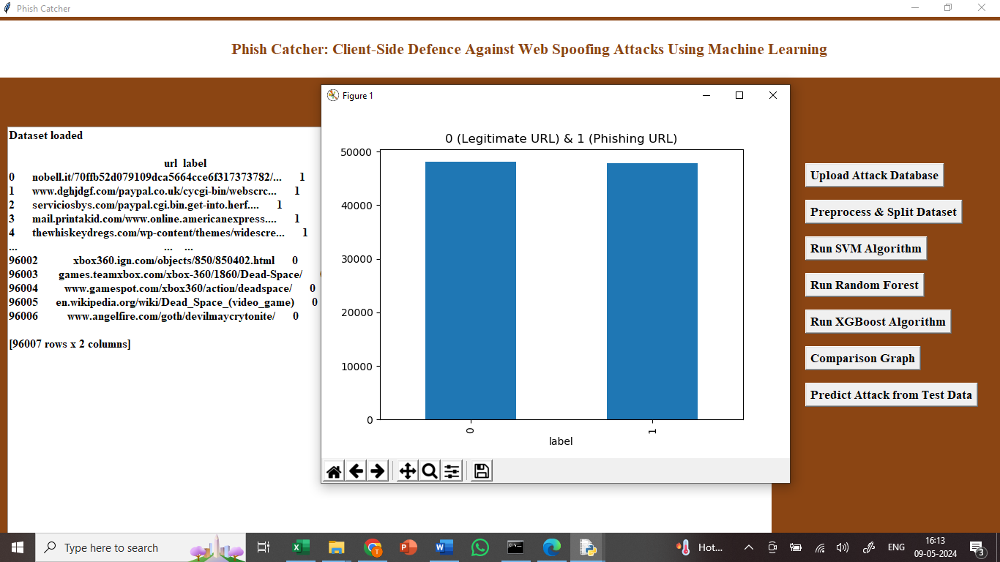 Phish Catcher
Phish Catcher: Client-Side Defence Against Web Spoofing Attacks Using Machine Learning
Dataset loaded
url label
0 nobell.it/70ffb52d079109dca5664cce6f317373782/... 1
1 www.dghjdgf.com/paypal.co.uk/cycgi-bin/webscrc... 1
2 serviciosbys.com/paypal.cgi.bin.get-into.herf.... 1
3 mail.printakid.com/www.online.americanexpress.... 1
4 thewhiskeydregs.com/wp-content/themes/widescre... 1
... ... ...
96002 xbox360.ign.com/objects/850/850402.html 0
96003 games.teamxbox.com/xbox-360/1860/Dead-Space/
96004 www.gamespot.com/xbox360/action/deadspace/ 0
96005 en.wikipedia.org/wiki/Dead_Space_(video_game) 0
96006 www.angelfire.com/goth/devilmaycrytonite/ 0
[96007 rows x 2 columns]
Figure 1
0 (Legitimate URL) & 1 (Phishing URL)
50000
40000
30000
20000
10000
0
0 1
label
Upload Attack Database
Preprocess & Split Dataset
Run SVM Algorithm
Run Random Forest
Run XGBoost Algorithm
Comparison Graph
Predict Attack from Test Data
Type here to search
Hot...
ENG
16:13
09-05-2024
3